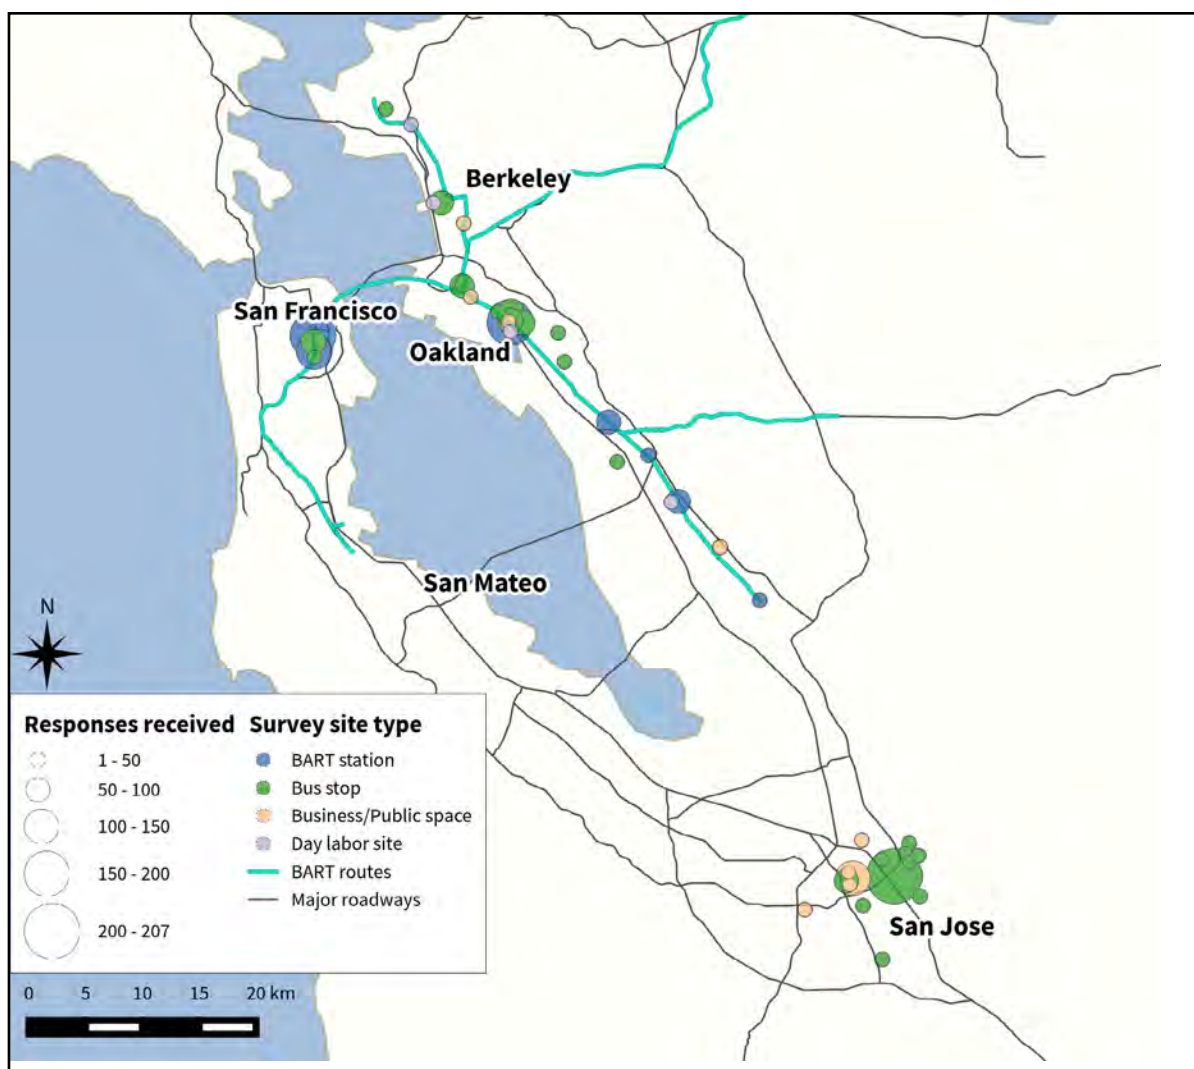 Berkeley
San Francisco
Oakland
San Mateo
N
Responses received
1 - 50
50 - 100
100 - 150
150 - 200
200 - 207
Survey site type
BART station
Bus stop
Business/Public space
Day labor site
BART routes
Major roadways
San Jose
0 5 10 15 20 km